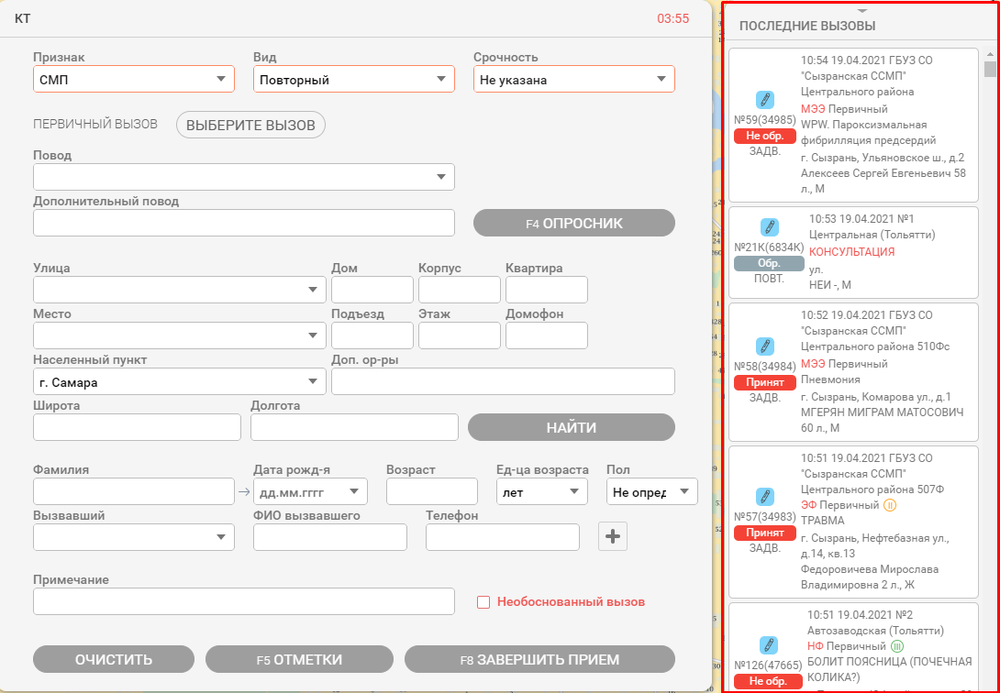 КТ
03:55
Признак
Вид
Срочность
СМП
Повторный
Не указана
ПЕРВИЧНЫЙ ВЫЗОВ
ВЫБЕРИТЕ ВЫЗОВ
Повод
Дополнительный повод
F4 ОПРОСНИК
Улица
Дом
Корпус
Квартира
Место
Подъезд
Этаж
Домофон
Населенный пункт
Доп. ор-ры
г. Самара
Широта
Долгота
НАЙТИ
Фамилия
Дата рожд-я
Возраст
Ед-ца возраста
Пол
дд.мм.гггг
лет
Не опред
Вызвавший
ФИО вызвавшего
Телефон
Примечание
Необоснованный вызов
ОЧИСТИТЬ
F5 ОТМЕТКИ
F8 ЗАВЕРШИТЬ ПРИЕМ
ПОСЛЕДНИЕ ВЫЗОВЫ
№59(34985)
Не обр.
ЗАДВ.
10:54 19.04.2021 ГБУЗ СО
"Сызранская ССМП"
Центрального района
МЭЭ Первичный
WPW. Пароксизмальная
фибрилляция предсердий
г. Сызрань, Ульяновское ш., д.2
Алексеев Сергей Евгеньевич 58
л., М
№21К(6834К)
Обр.
ПОВТ.
10:53 19.04.2021 №1
Центральная (Тольятти)
КОНСУЛЬТАЦИЯ
ул.
НЕИ -, М
№58(34984)
Принят
ЗАДВ.
10:52 19.04.2021 ГБУЗ СО
"Сызранская ССМП"
Центрального района 510Фс
МЭЭ Первичный
Пневмония
г. Сызрань, Комарова ул., д.1
МГЕРЯН МИГРАМ МАТОСОВИЧ
60 л., М
№57(34983)
Принят
ЗАДВ.
10:51 19.04.2021 ГБУЗ СО
"Сызранская ССМП"
Центрального района 507Ф
ЭФ Первичный II
ТРАВМА
г. Сызрань, Нефтебазная ул.,
д.14, кв.13
Федоровичева Мирослава
Владимировна 2 л., Ж
№126(47665)
Не обр.
10:51 19.04.2021 №2
Автозаводская (Тольятти)
НФ Первичный III
БОЛИТ ПОЯСНИЦА (ПОЧЕЧНАЯ
КОЛИКА?)